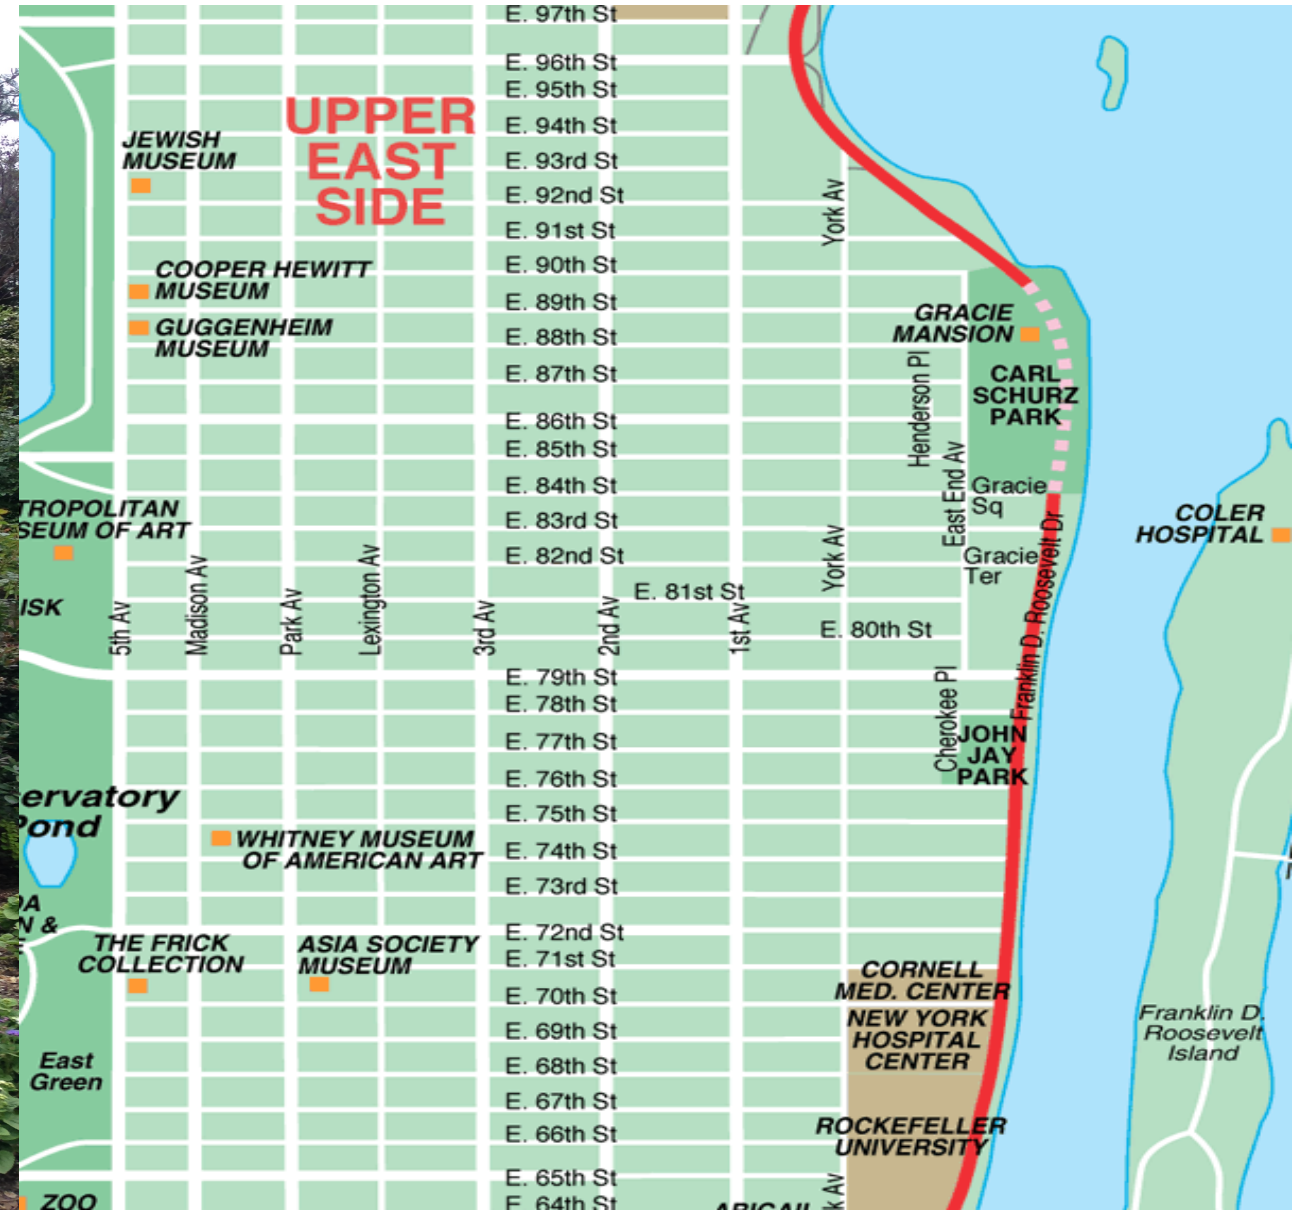 E. 97th St
E. 96th St
E. 95th St
UPPER
EAST
SIDE
E. 94th St
JEWISH
MUSEUM
E. 93rd St
E. 92nd St
York Av
E. 91st St
E. 90th St
COOPER HEWITT
MUSEUM
E. 89th St
GUGGENHEIM
MUSEUM
GRACIE
MANSION
E. 88th St
E. 87th St
CARL
SCHURZ
PARK
Henderson Pl
E. 86th St
E. 85th St
E. 84th St
East End Av
Gracie
Sq
TROPOLITAN
SEUM OF ART
E. 83rd St
COLER
HOSPITAL
E. 82nd St
York Av
Gracie
Ter
Franklin D. Roosevelt Dr
E. 81st St
ISK
5th Av
Madison Av
Park Av
Lexington Av
3rd Av
2nd Av
1st Av
E. 80th St
E. 79th St
E. 78th St
Cherokee Pl
E. 77th St
JOHN
JAY
PARK
E. 76th St
ervatory
Pond
E. 75th St
WHITNEY MUSEUM
OF AMERICAN ART
E. 74th St
E. 73rd St
DA
N &
E. 72nd St
THE FRICK
COLLECTION
ASIA SOCIETY
MUSEUM
E. 71st St
CORNELL
MED. CENTER
E. 70th St
NEW YORK
HOSPITAL
CENTER
E. 69th St
Franklin D.
Roosevelt
Island
East
Green
E. 68th St
E. 67th St
E. 66th St
ROCKEFELLER
UNIVERSITY
E. 65th St
k Av
ZOO
E. 64th St
ABIGAIL